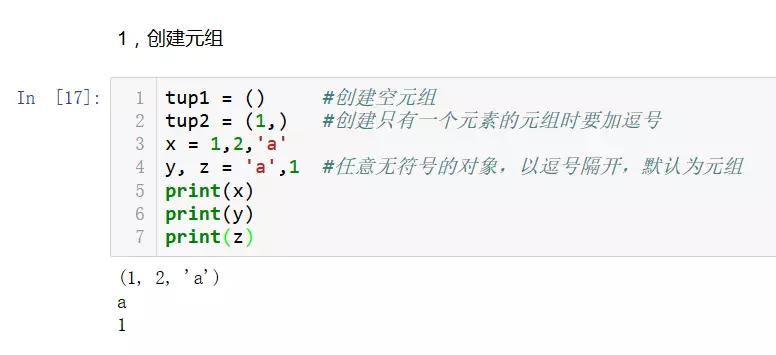 1，创建元组
In [17]:
1 tup1 = () #创建空元组
2 tup2 = (1,) #创建只有一个元素的元组时要加逗号
3 x = 1,2,'a'
4 y, z = 'a',1 #任意无符号的对象，以逗号隔开，默认为元组
5 print(x)
6 print(y)
7 print(z)
(1, 2, 'a')
a
1